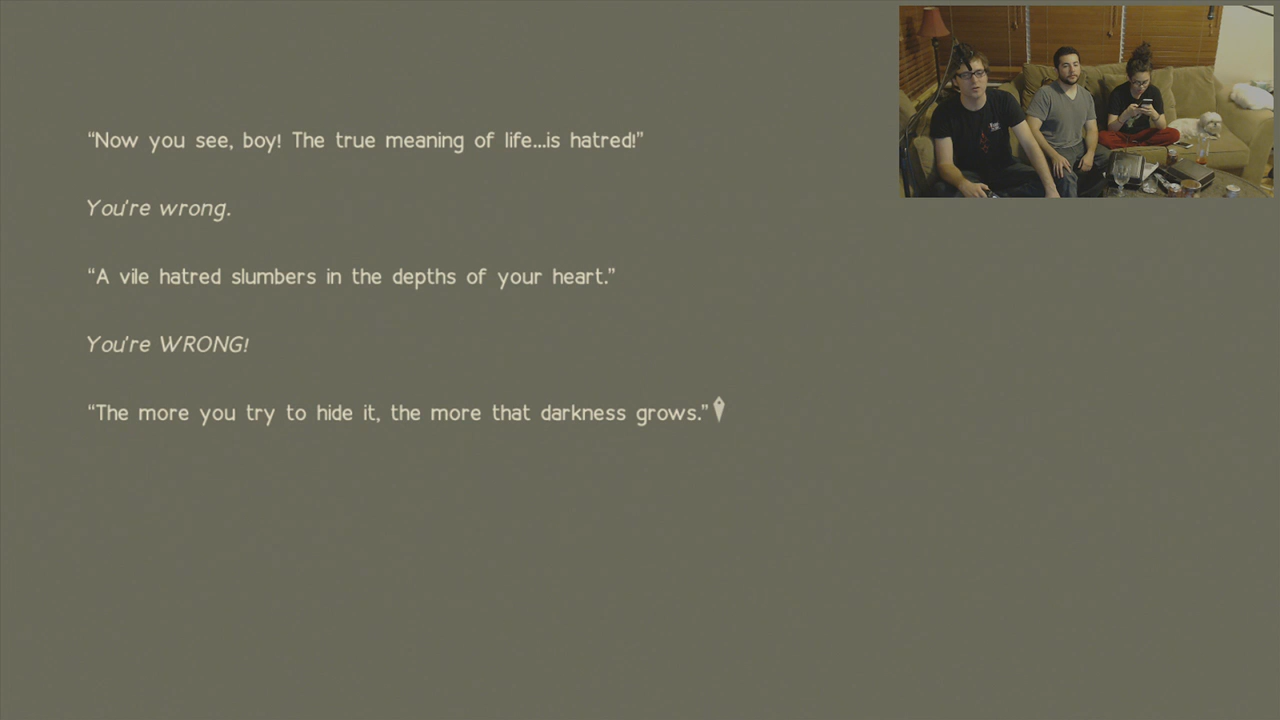 “Now you see, boy! The true meaning of life...is hatred!”
You're wrong.
“A vile hatred slumbers in the depths of your heart.”
You're WRONG!
“The more you try to hide it, the more that darkness grows.”